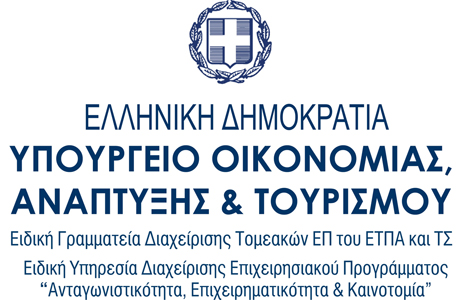 ΕΛΛΗΝΙΚΗ ΔΗΜΟΚΡΑΤΙΑ
ΥΠΟΥΡΓΕΙΟ ΟΙΚΟΝΟΜΙΑΣ,
ΑΝΑΠΤΥΞΗΣ & ΤΟΥΡΙΣΜΟΥ
Ειδική Γραμματεία Διαχείρισης Τομεακών ΕΠ του ΕΤΠΑ και ΤΣ
Ειδική Υπηρεσία Διαχείρισης Επιχειρησιακού Προγράμματος
“Ανταγωνιστικότητα, Επιχειρηματικότητα & Καινοτομία”